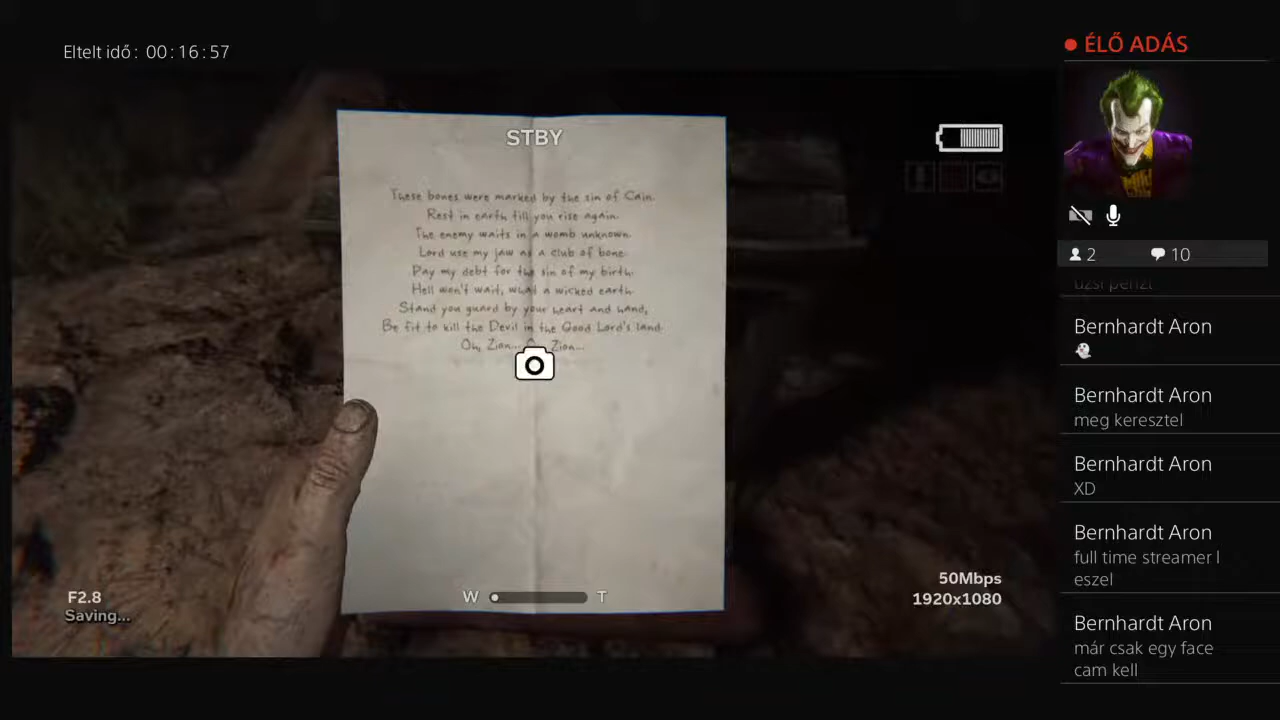 Eltelt idő: 00:16:57
ÉLŐ ADÁS
STBY
These bones were marked by the sin of Cain.
Rest in earth till you rise again.
The enemy waits in a womb unknown.
Lord use my jaw as a club of bone.
Pay my debt for the sin of my birth.
Hell won't wait, what a wicked earth.
Stand you guard by your heart and hand,
Be fit to kill the Devil in the Good Lord's land.
Oh, Zion... Zion...
F2.8
Saving...
W T
50Mbps
1920x1080
2 10
uzsi pénzt
Bernhardt Aron
Bernhardt Aron
meg keresztel
Bernhardt Aron
XD
Bernhardt Aron
full time streamer l
eszel
Bernhardt Aron
már csak egy face
cam kell